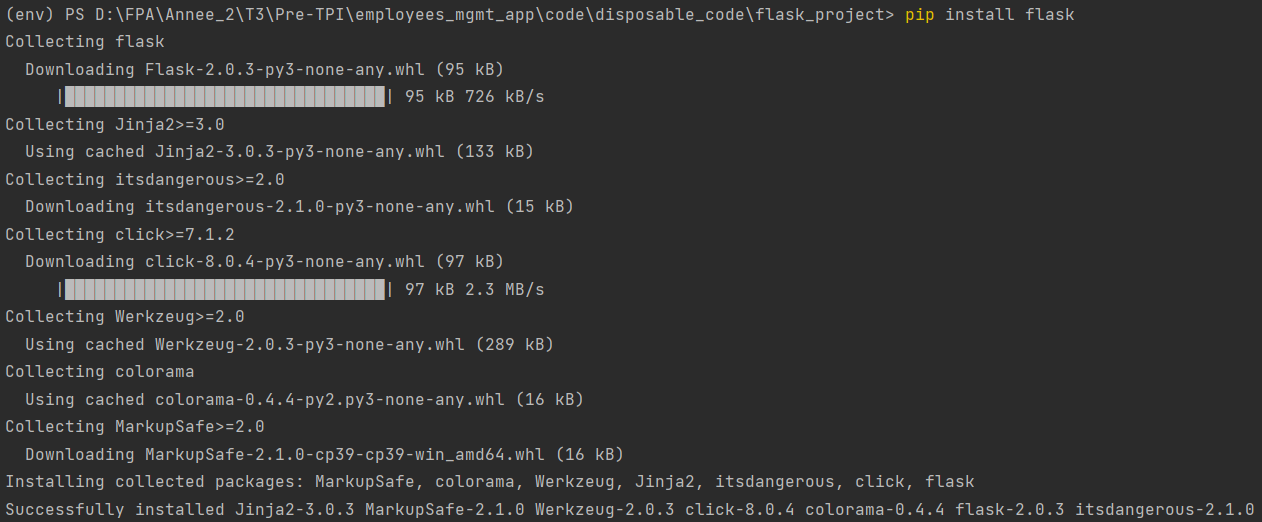 (env) PS D:\FPA\Annee_2\T3\Pre-TPI\employees_mgmt_app\code\disposable_code\flask_project> pip install flask
Collecting flask
  Downloading Flask-2.0.3-py3-none-any.whl (95 kB)
     |████████████████████████████████| 95 kB 726 kB/s
Collecting Jinja2>=3.0
  Using cached Jinja2-3.0.3-py3-none-any.whl (133 kB)
Collecting itsdangerous>=2.0
  Downloading itsdangerous-2.1.0-py3-none-any.whl (15 kB)
Collecting click>=7.1.2
  Downloading click-8.0.4-py3-none-any.whl (97 kB)
     |████████████████████████████████| 97 kB 2.3 MB/s
Collecting Werkzeug>=2.0
  Using cached Werkzeug-2.0.3-py3-none-any.whl (289 kB)
Collecting colorama
  Using cached colorama-0.4.4-py2.py3-none-any.whl (16 kB)
Collecting MarkupSafe>=2.0
  Downloading MarkupSafe-2.1.0-cp39-cp39-win_amd64.whl (16 kB)
Installing collected packages: MarkupSafe, colorama, Werkzeug, Jinja2, itsdangerous, click, flask
Successfully installed Jinja2-3.0.3 MarkupSafe-2.1.0 Werkzeug-2.0.3 click-8.0.4 colorama-0.4.4 flask-2.0.3 itsdangerous-2.1.0